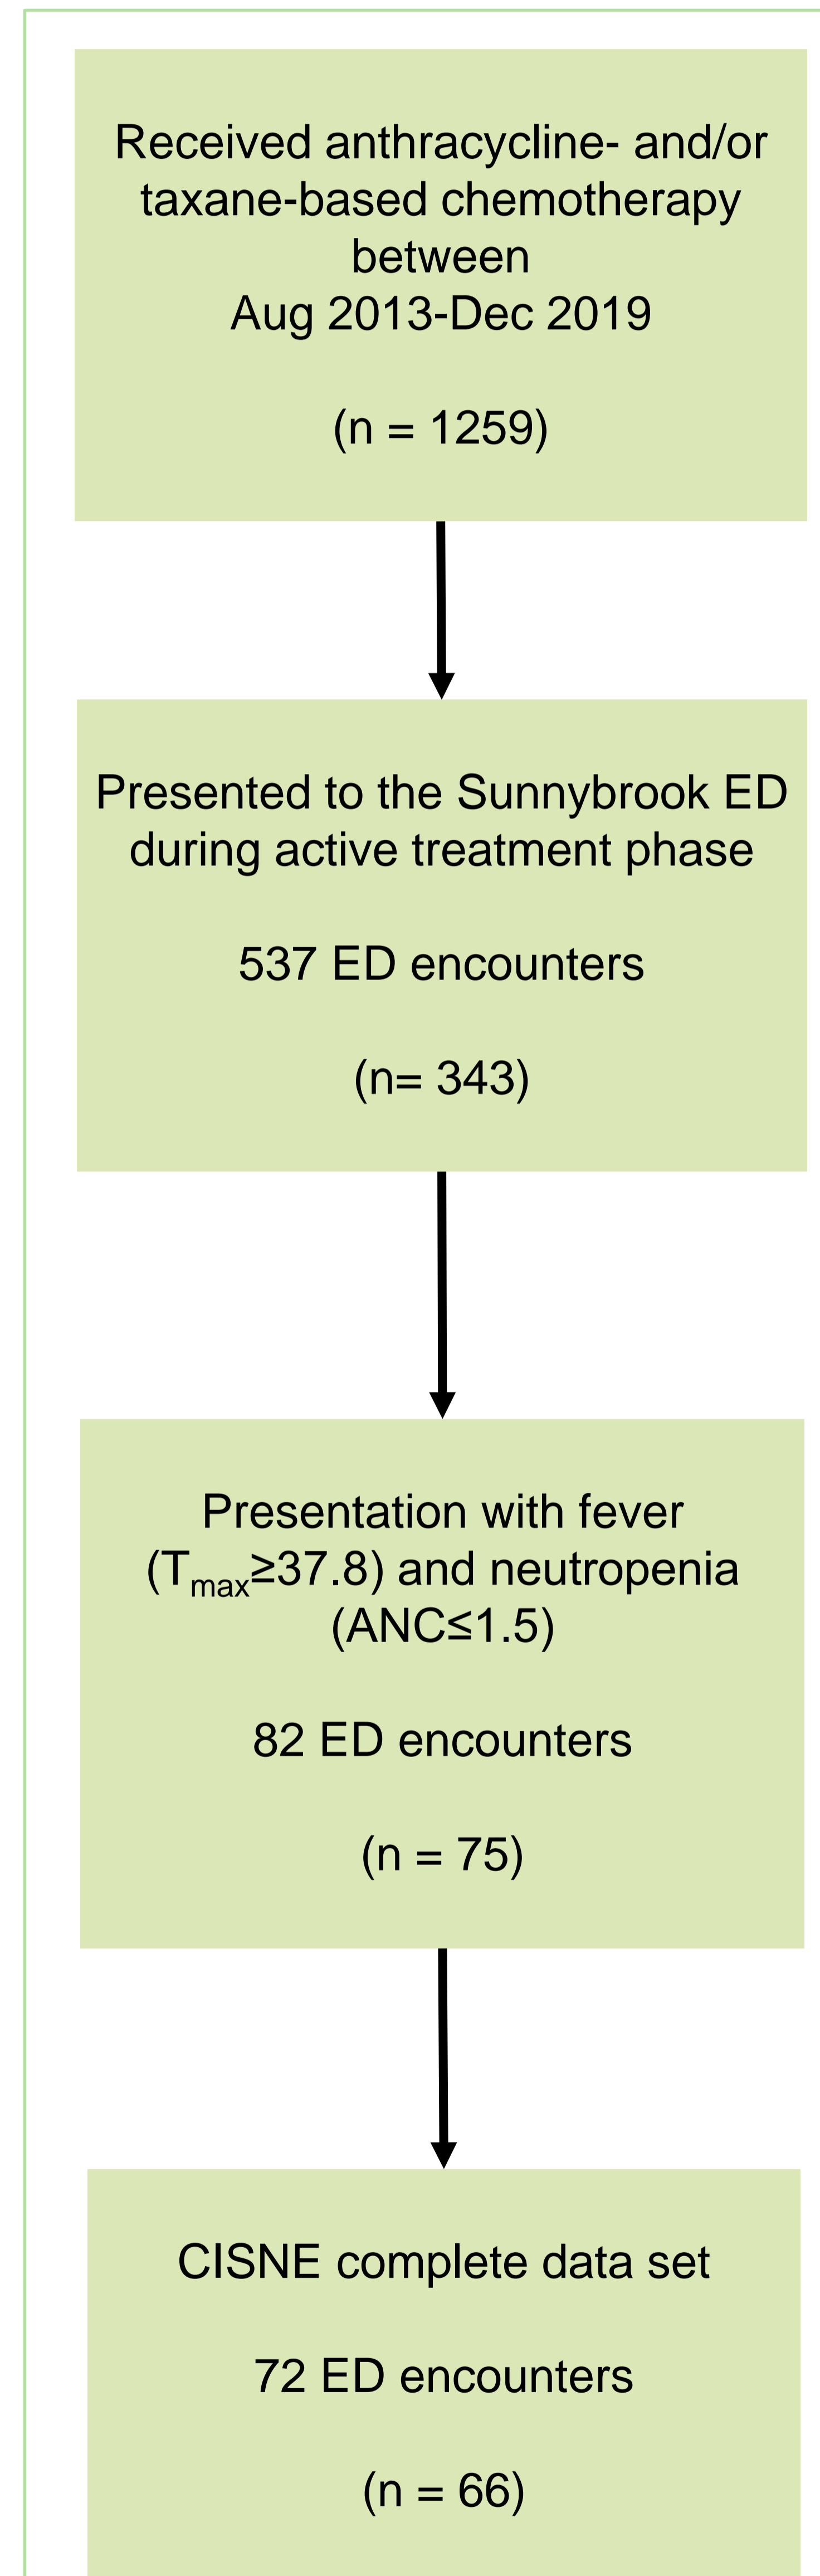 Received anthracycline- and/or
taxane-based chemotherapy
between
Aug 2013-Dec 2019
(n = 1259)
Presented to the Sunnybrook ED
during active treatment phase
537 ED encounters
(n= 343)
Presentation with fever
(Tmax≥37.8) and neutropenia
(ANC≤1.5)
82 ED encounters
(n = 75)
CISNE complete data set
72 ED encounters
(n = 66)